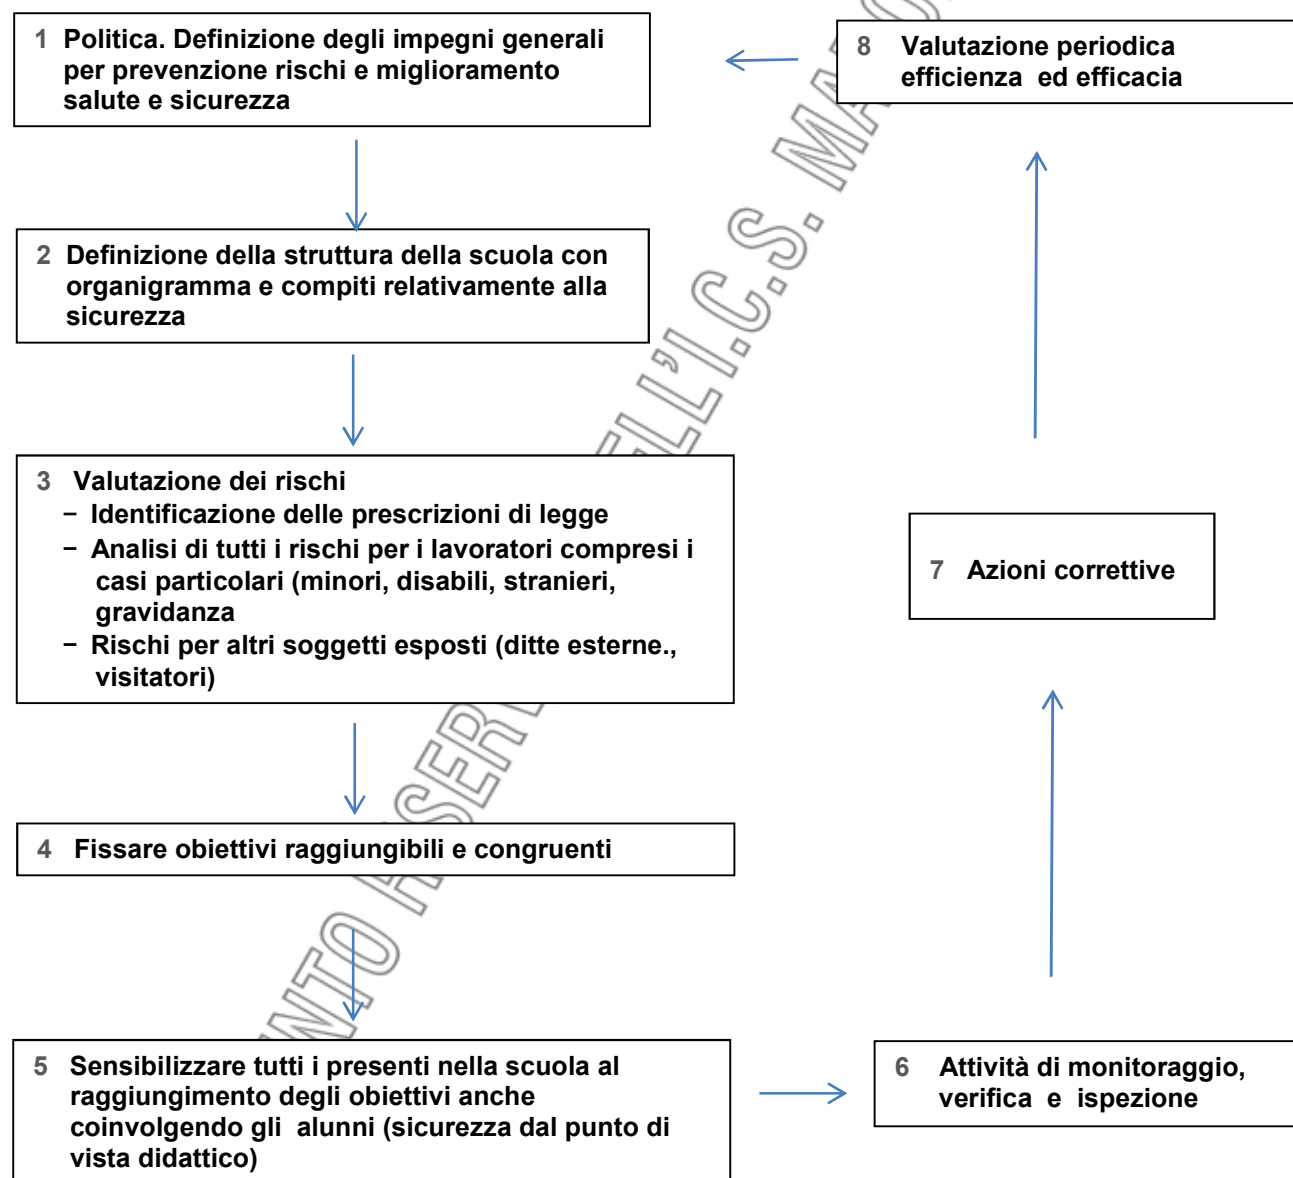 1 Politica. Definizione degli impegni generali
per prevenzione rischi e miglioramento
salute e sicurezza
2 Definizione della struttura della scuola con
organigramma e compiti relativamente alla
sicurezza
3 Valutazione dei rischi
− Identificazione delle prescrizioni di legge
− Analisi di tutti i rischi per i lavoratori compresi i
casi particolari (minori, disabili, stranieri,
gravidanza
− Rischi per altri soggetti esposti (ditte esterne.,
visitatori)
4 Fissare obiettivi raggiungibili e congruenti
5 Sensibilizzare tutti i presenti nella scuola al
raggiungimento degli obiettivi anche
coinvolgendo gli alunni (sicurezza dal punto di
vista didattico)
6 Attività di monitoraggio,
verifica e ispezione
7 Azioni correttive
8 Valutazione periodica
efficienza ed efficacia
I.C.S.